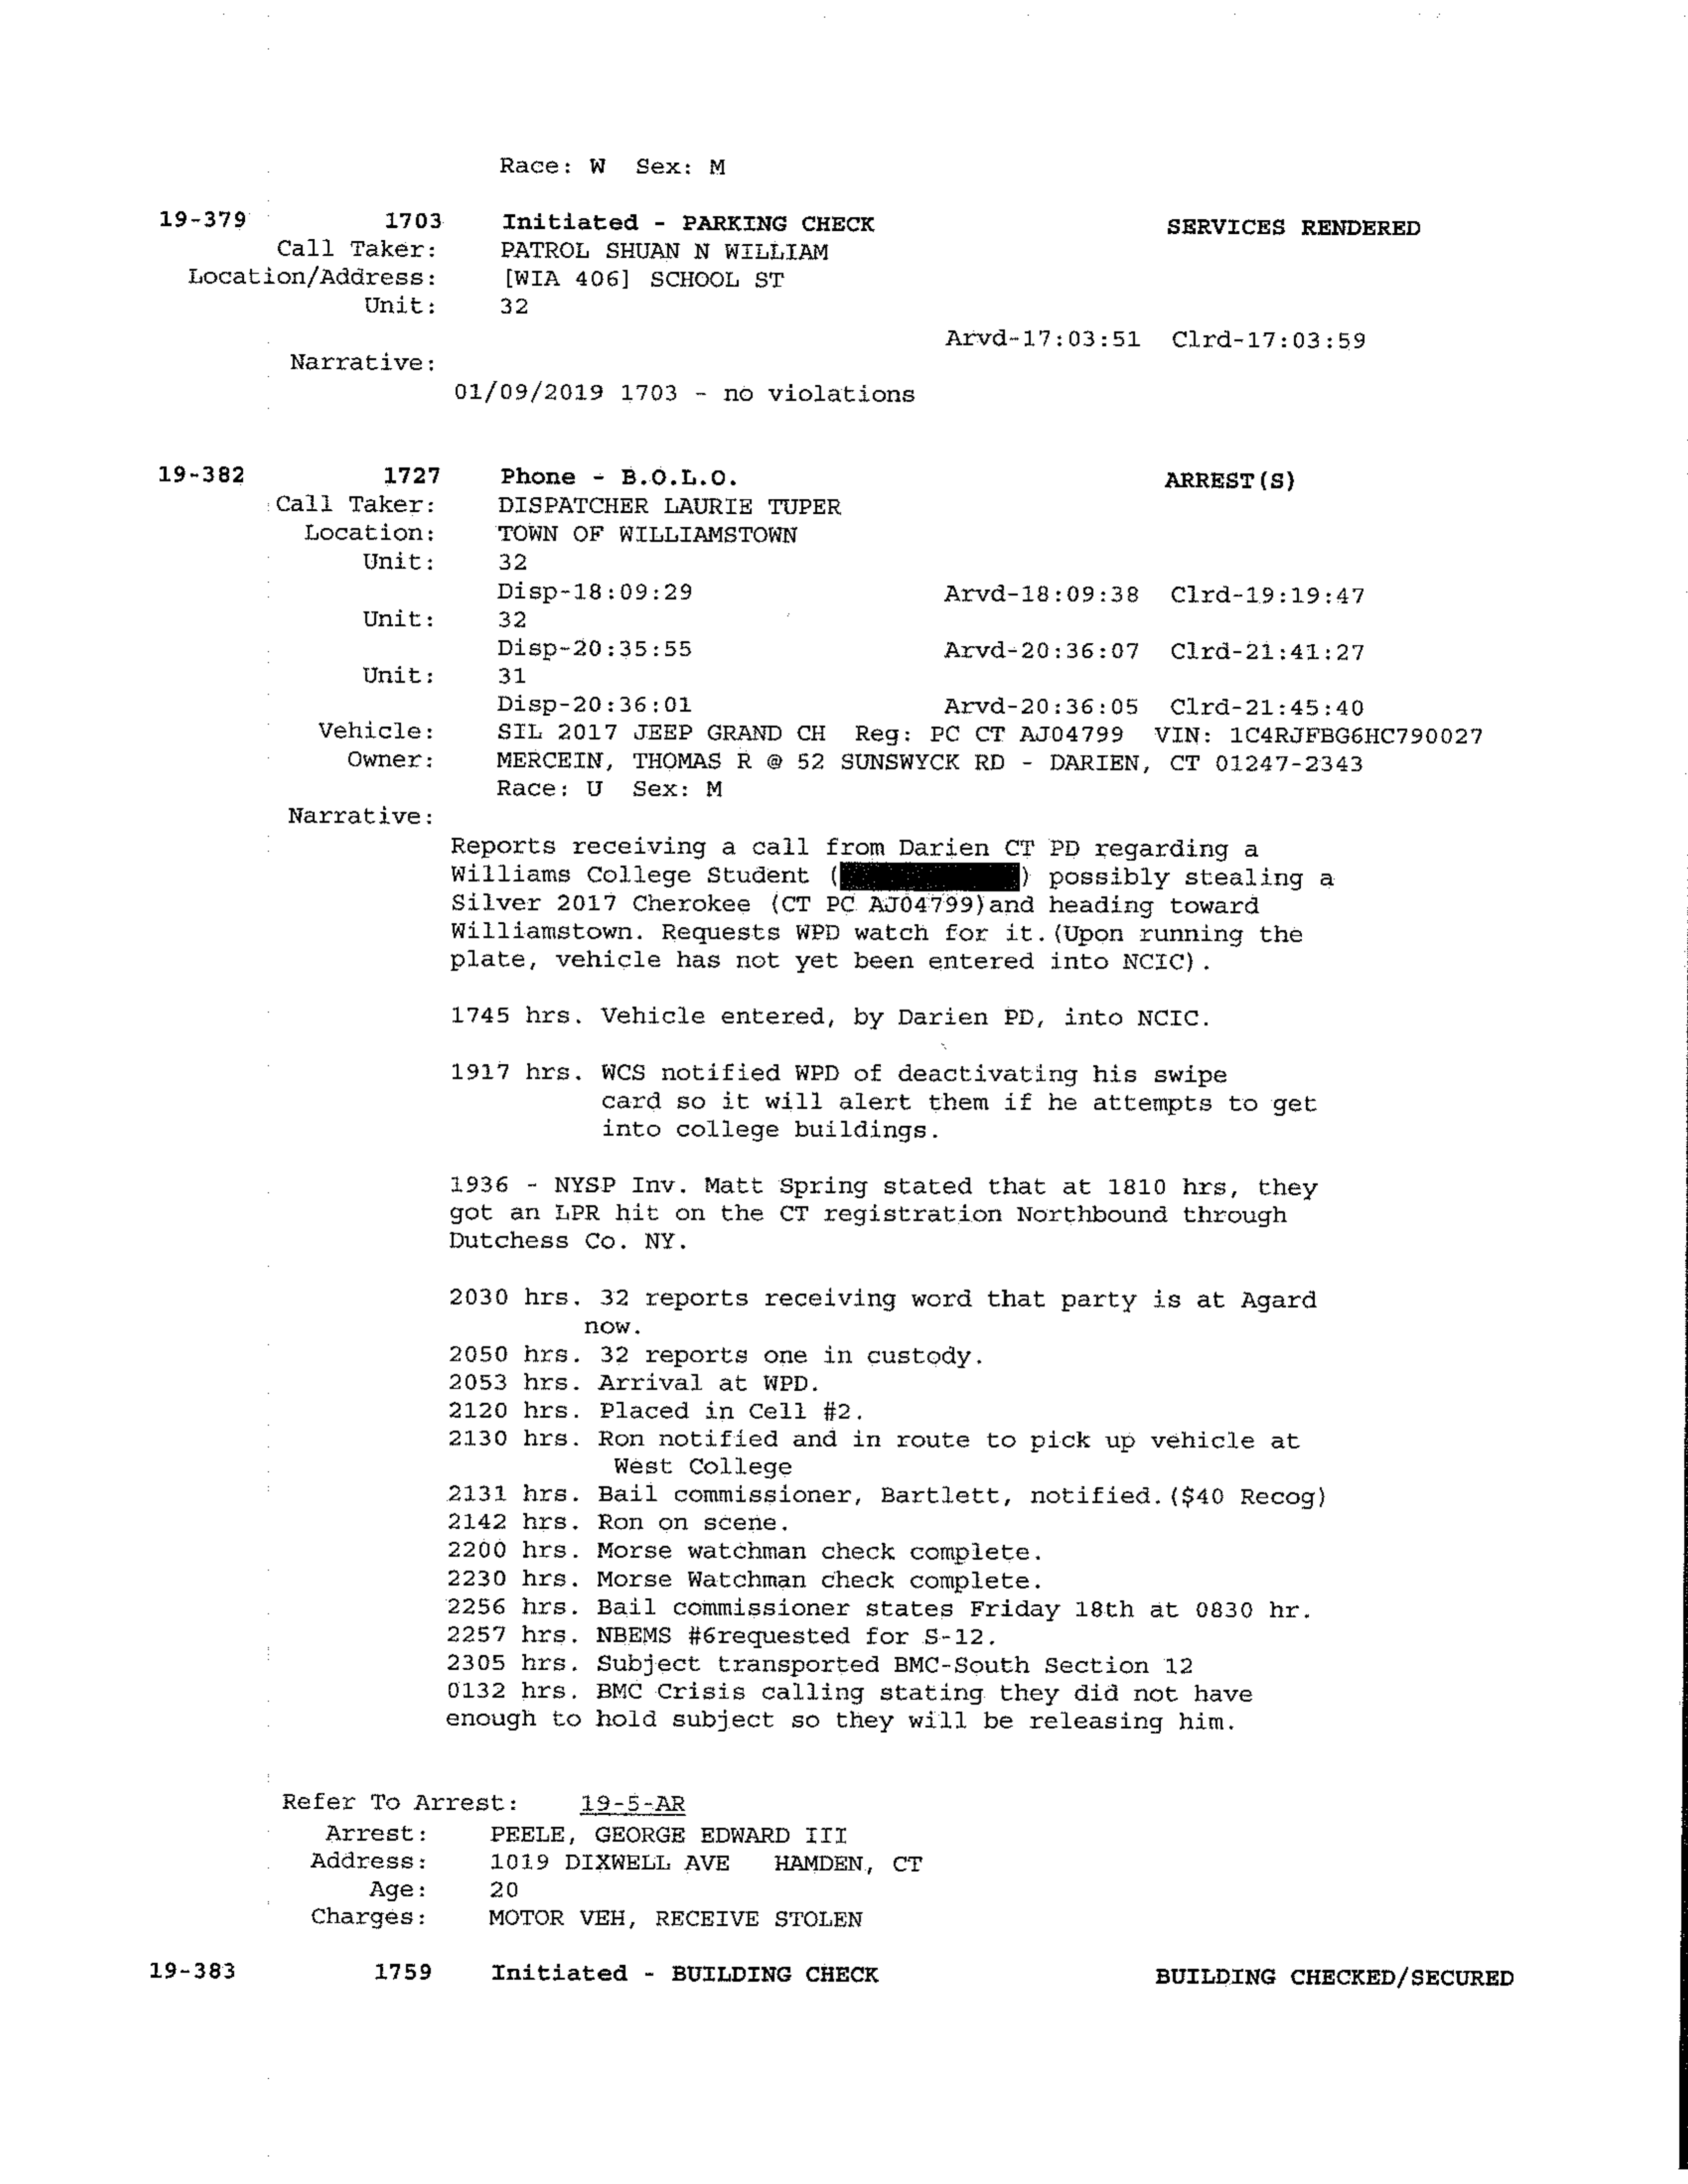 Race: W Sex: M
19-379 1703 Initiated - PARKING CHECK SERVICES RENDERED
Call Taker: PATROL SHUAN N WILLIAM
Location/Address: [WIA 406] SCHOOL ST
Unit: 32
Arvd-17:03:51 Clrd-17:03:59
Narrative:
01/09/2019 1703 - no violations
19-382 1727 Phone - B.O.L.O. ARREST(S)
Call Taker: DISPATCHER LAURIE TUPER
Location: TOWN OF WILLIAMSTOWN
Unit: 32
Disp-18:09:29 Arvd-18:09:38 Clrd-19:19:47
Unit: 32
Disp-20:35:55 Arvd-20:36:07 Clrd-21:41:27
Unit: 31
Disp-20:36:01 Arvd-20:36:05 Clrd-21:45:40
Vehicle: SIL 2017 JEEP GRAND CH Reg: PC CT AJ04799 VIN: 1C4RJFBG6HC790027
Owner: MERCEIN, THOMAS R @ 52 SUNSWYCK RD - DARIEN, CT 01247-2343
Race: U Sex: M
Narrative:
Reports receiving a call from Darien CT PD regarding a
Williams College Student ( ) possibly stealing a
Silver 2017 Cherokee (CT PC AJ04799)and heading toward
Williamstown. Requests WPD watch for it.(Upon running the
plate, vehicle has not yet been entered into NCIC).
1745 hrs. Vehicle entered, by Darien PD, into NCIC.
1917 hrs. WCS notified WPD of deactivating his swipe
card so it will alert them if he attempts to get
into college buildings.
1936 - NYSP Inv. Matt Spring stated that at 1810 hrs, they
got an LPR hit on the CT registration Northbound through
Dutchess Co. NY.
2030 hrs. 32 reports receiving word that party is at Agard
now.
2050 hrs. 32 reports one in custody.
2053 hrs. Arrival at WPD.
2120 hrs. Placed in Cell #2.
2130 hrs. Ron notified and in route to pick up vehicle at
West College
2131 hrs. Bail commissioner, Bartlett, notified.($40 Recog)
2142 hrs. Ron on scene.
2200 hrs. Morse watchman check complete.
2230 hrs. Morse Watchman check complete.
2256 hrs. Bail commissioner states Friday 18th at 0830 hr.
2257 hrs. NBEMS #6requested for S-12.
2305 hrs. Subject transported BMC-South Section 12
0132 hrs. BMC Crisis calling stating they did not have
enough to hold subject so they will be releasing him.
Refer To Arrest: 19-5-AR
Arrest: PEELE, GEORGE EDWARD III
Address: 1019 DIXWELL AVE HAMDEN, CT
Age: 20
Charges: MOTOR VEH, RECEIVE STOLEN
19-383 1759 Initiated - BUILDING CHECK BUILDING CHECKED/SECURED